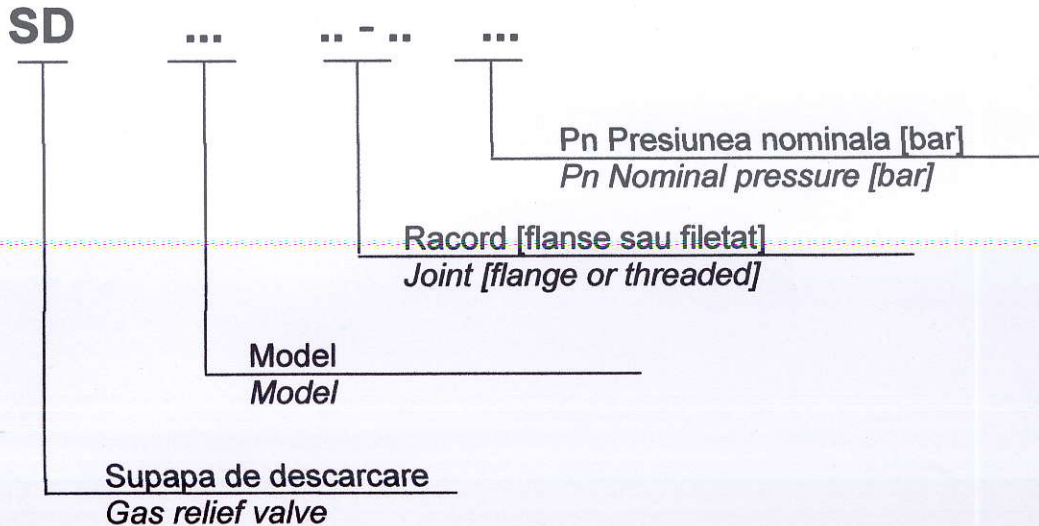 SD ... .. - .. ...
Pn Presiunea nominala [bar]
Pn Nominal pressure [bar]
Racord [flanse sau filetat]
Joint [flange or threaded]
Model
Model
Supapa de descarcare
Gas relief valve